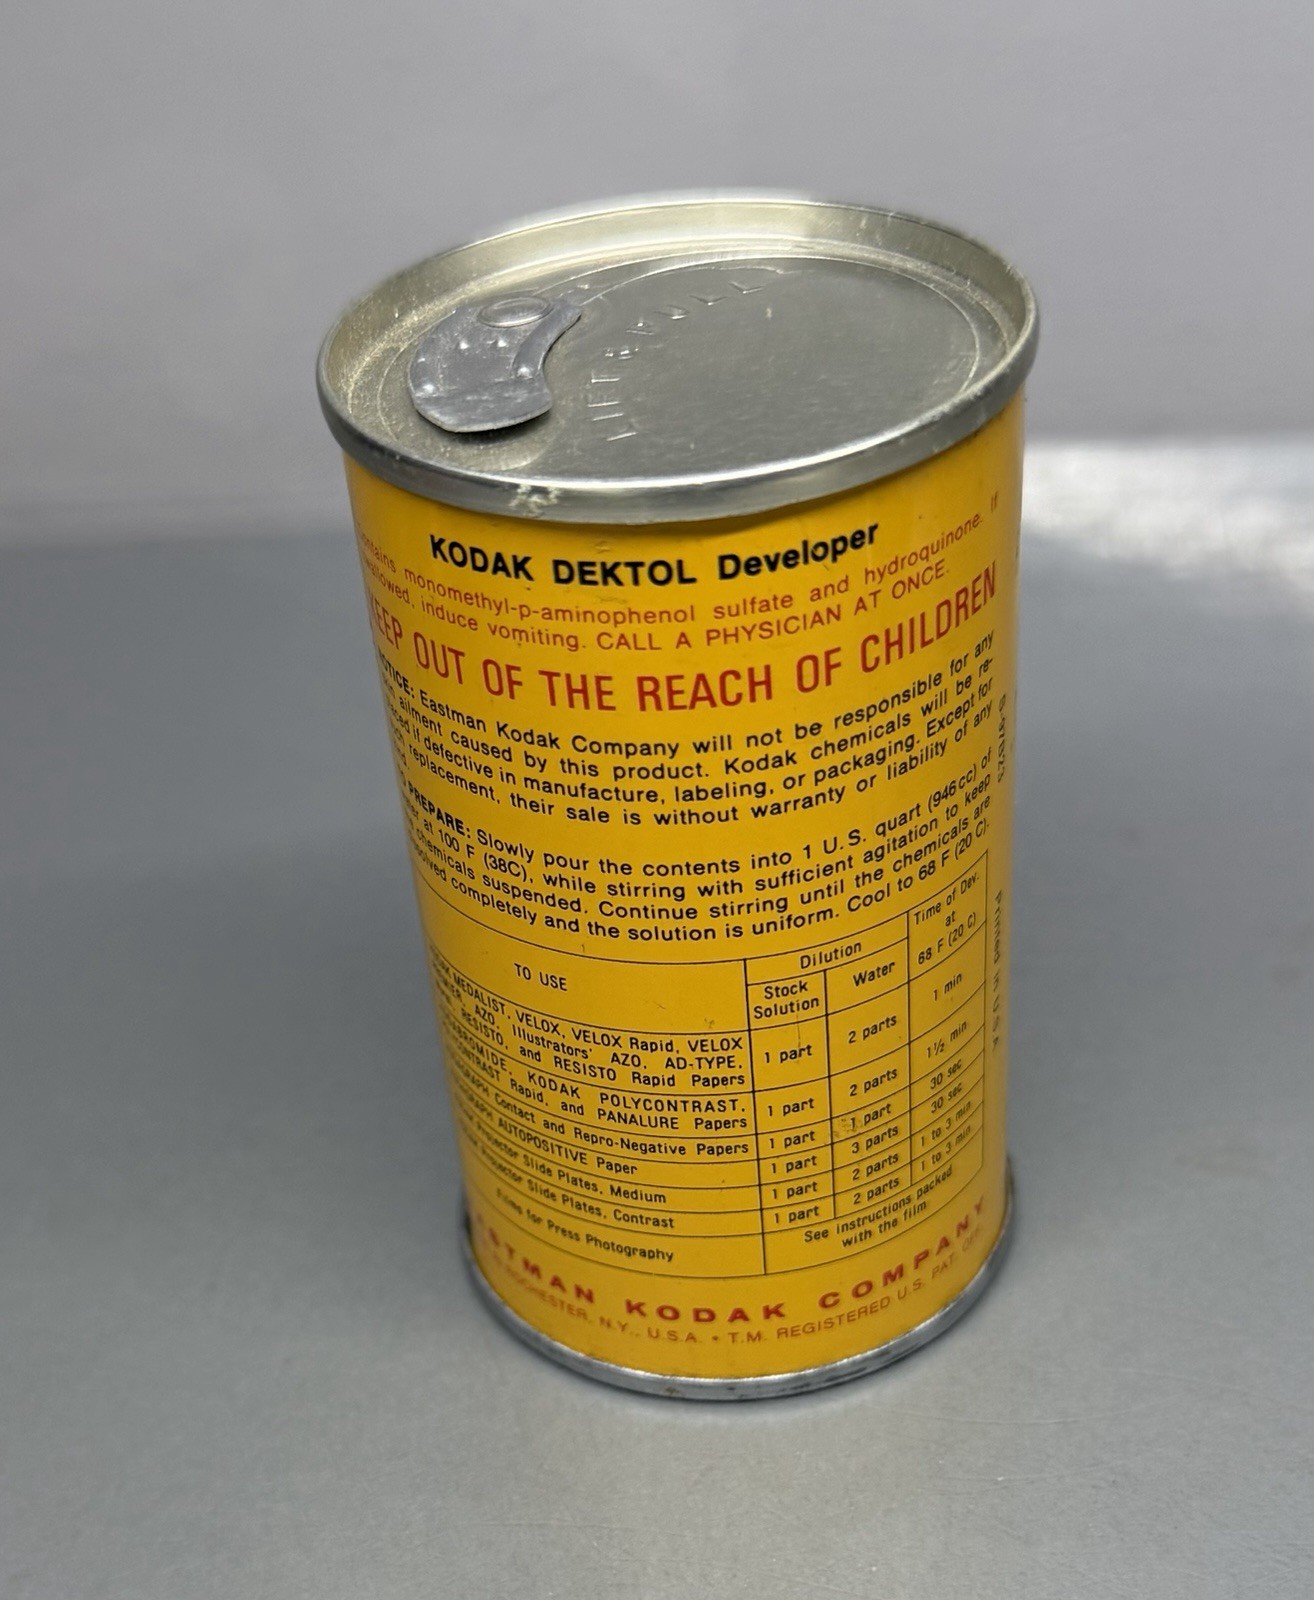 LIFT & PULL
KODAK DEKTOL Developer
monomethyl-p-aminophenol sulfate and hydroquinone. If
induce vomiting. CALL A PHYSICIAN AT ONCE.
KEEP OUT OF THE REACH OF CHILDREN
NOTICE: Eastman Kodak Company will not be responsible for any
ailment caused by this product. Kodak chemicals will be re-
if defective in manufacture, labeling, or packaging. Except for
replacement, their sale is without warranty or liability of any
PREPARE: Slowly pour the contents into 1 U.S. quart (946 cc) of
at 100 F (38C), while stirring with sufficient agitation to keep
chemicals suspended. Continue stirring until the chemicals are
completely and the solution is uniform. Cool to 68 F (20 C).
TO USE
Dilution
Stock Solution
Water
Time of Dev. at 68 F (20 C)
MEDALIST, VELOX, VELOX Rapid, VELOX
AZO, Illustrators' AZO, AD-TYPE,
RESISTO, and RESISTO Rapid Papers
1 part 2 parts 1 min
KODAK POLYCONTRAST,
Rapid, and PANALURE Papers
1 part 2 parts 1½ min
Contact and Repro-Negative Papers 1 part 1 part 30 sec
AUTOPOSITIVE Paper 1 part 3 parts 30 sec
Projector Slide Plates, Medium 1 part 2 parts 1 to 3 min
Projector Slide Plates, Contrast 1 part 2 parts 1 to 3 min
Films for Press Photography See instructions packed
with the film
KODAK COMPANY
ROCHESTER, N.Y., U.S.A. • T.M. REGISTERED U.S. PAT. OFF.